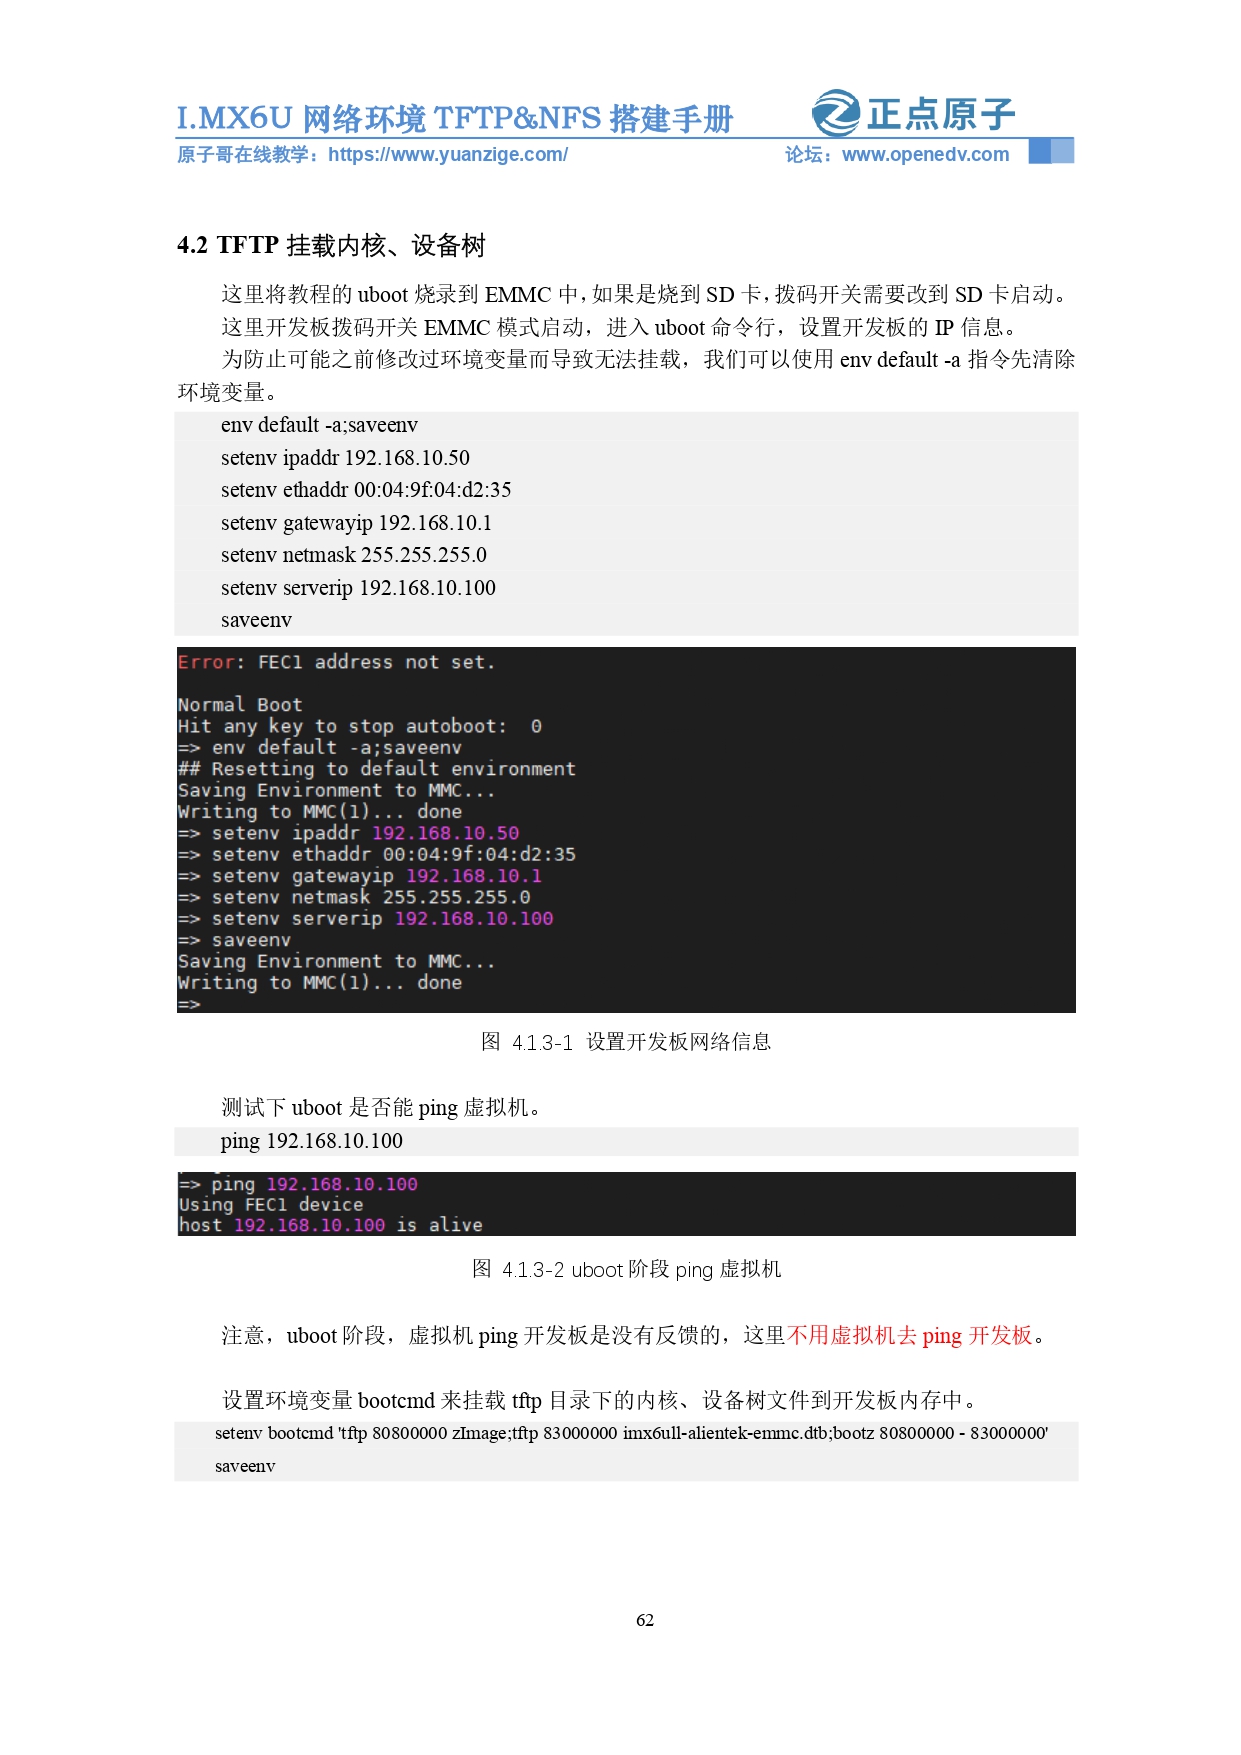 I.MX6U 网络环境 TFTP&NFS 搭建手册
正点原子
原子哥在线教学：https://www.yuanzige.com/ 论坛：www.openedv.com
4.2 TFTP 挂载内核、设备树
这里将教程的 uboot 烧录到 EMMC 中，如果是烧到 SD 卡，拨码开关需要改到 SD 卡启动。
这里开发板拨码开关 EMMC 模式启动，进入 uboot 命令行，设置开发板的 IP 信息。
为防止可能之前修改过环境变量而导致无法挂载，我们可以使用 env default -a 指令先清除
环境变量。
env default -a;saveenv
setenv ipaddr 192.168.10.50
setenv ethaddr 00:04:9f:04:d2:35
setenv gatewayip 192.168.10.1
setenv netmask 255.255.255.0
setenv serverip 192.168.10.100
saveenv
Error: FEC1 address not set.
Normal Boot
Hit any key to stop autoboot:  0
=> env default -a;saveenv
## Resetting to default environment
Saving Environment to MMC...
Writing to MMC(1)... done
=> setenv ipaddr 192.168.10.50
=> setenv ethaddr 00:04:9f:04:d2:35
=> setenv gatewayip 192.168.10.1
=> setenv netmask 255.255.255.0
=> setenv serverip 192.168.10.100
=> saveenv
Saving Environment to MMC...
Writing to MMC(1)... done
=>
图 4.1.3-1 设置开发板网络信息
测试下 uboot 是否能 ping 虚拟机。
ping 192.168.10.100
=> ping 192.168.10.100
Using FEC1 device
host 192.168.10.100 is alive
图 4.1.3-2 uboot 阶段 ping 虚拟机
注意，uboot 阶段，虚拟机 ping 开发板是没有反馈的，这里不用虚拟机去 ping 开发板。
设置环境变量 bootcmd 来挂载 tftp 目录下的内核、设备树文件到开发板内存中。
setenv bootcmd 'tftp 80800000 zImage;tftp 83000000 imx6ull-alientek-emmc.dtb;bootz 80800000 - 83000000'
saveenv
62